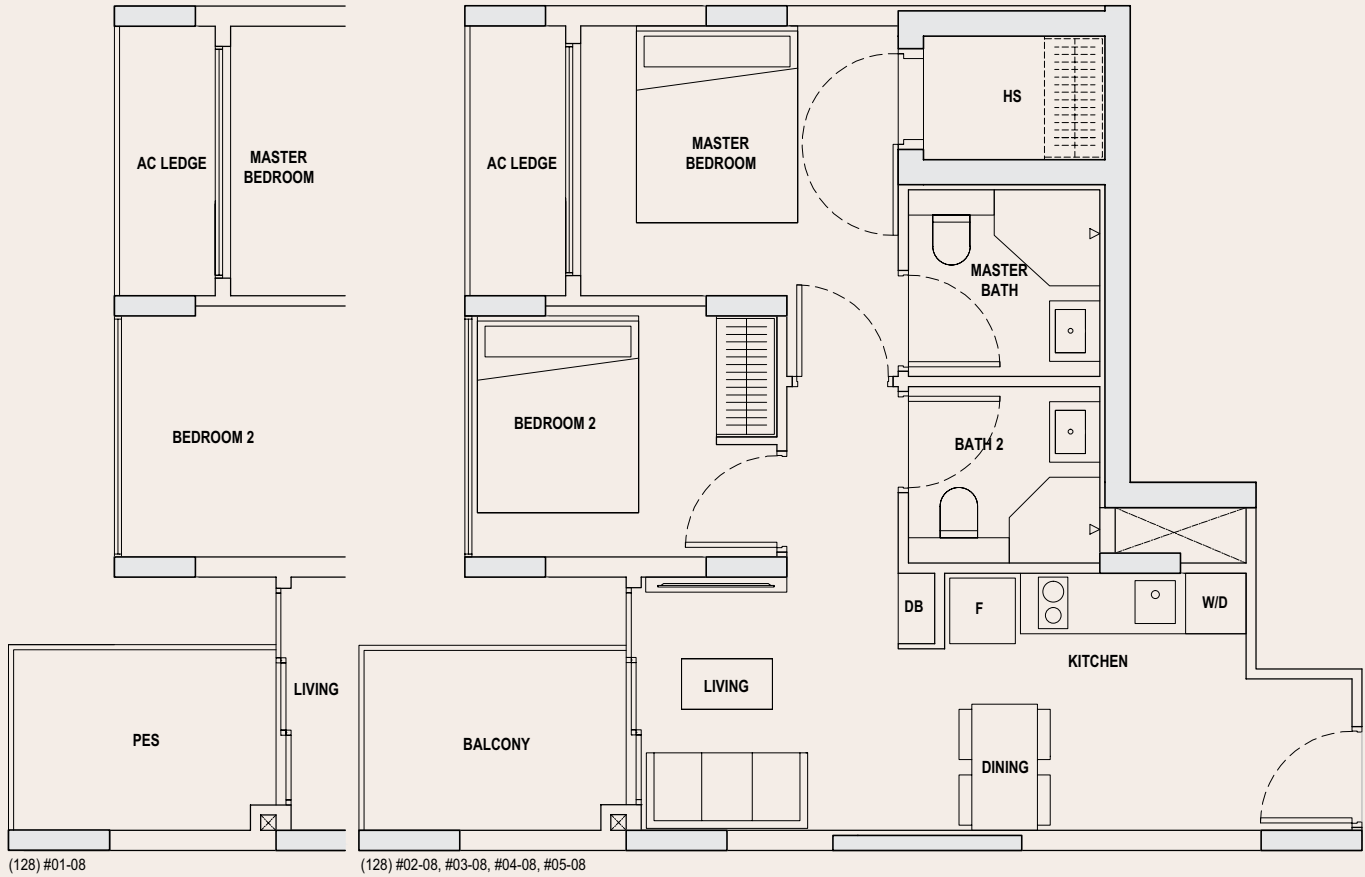 AC LEDGE
MASTER
BEDROOM
BEDROOM 2
LIVING
PES
(128) #01-08
AC LEDGE
MASTER
BEDROOM
HS
MASTER
BATH
BEDROOM 2
BATH 2
DB
F
W/D
KITCHEN
LIVING
BALCONY
DINING
(128) #02-08, #03-08, #04-08, #05-08